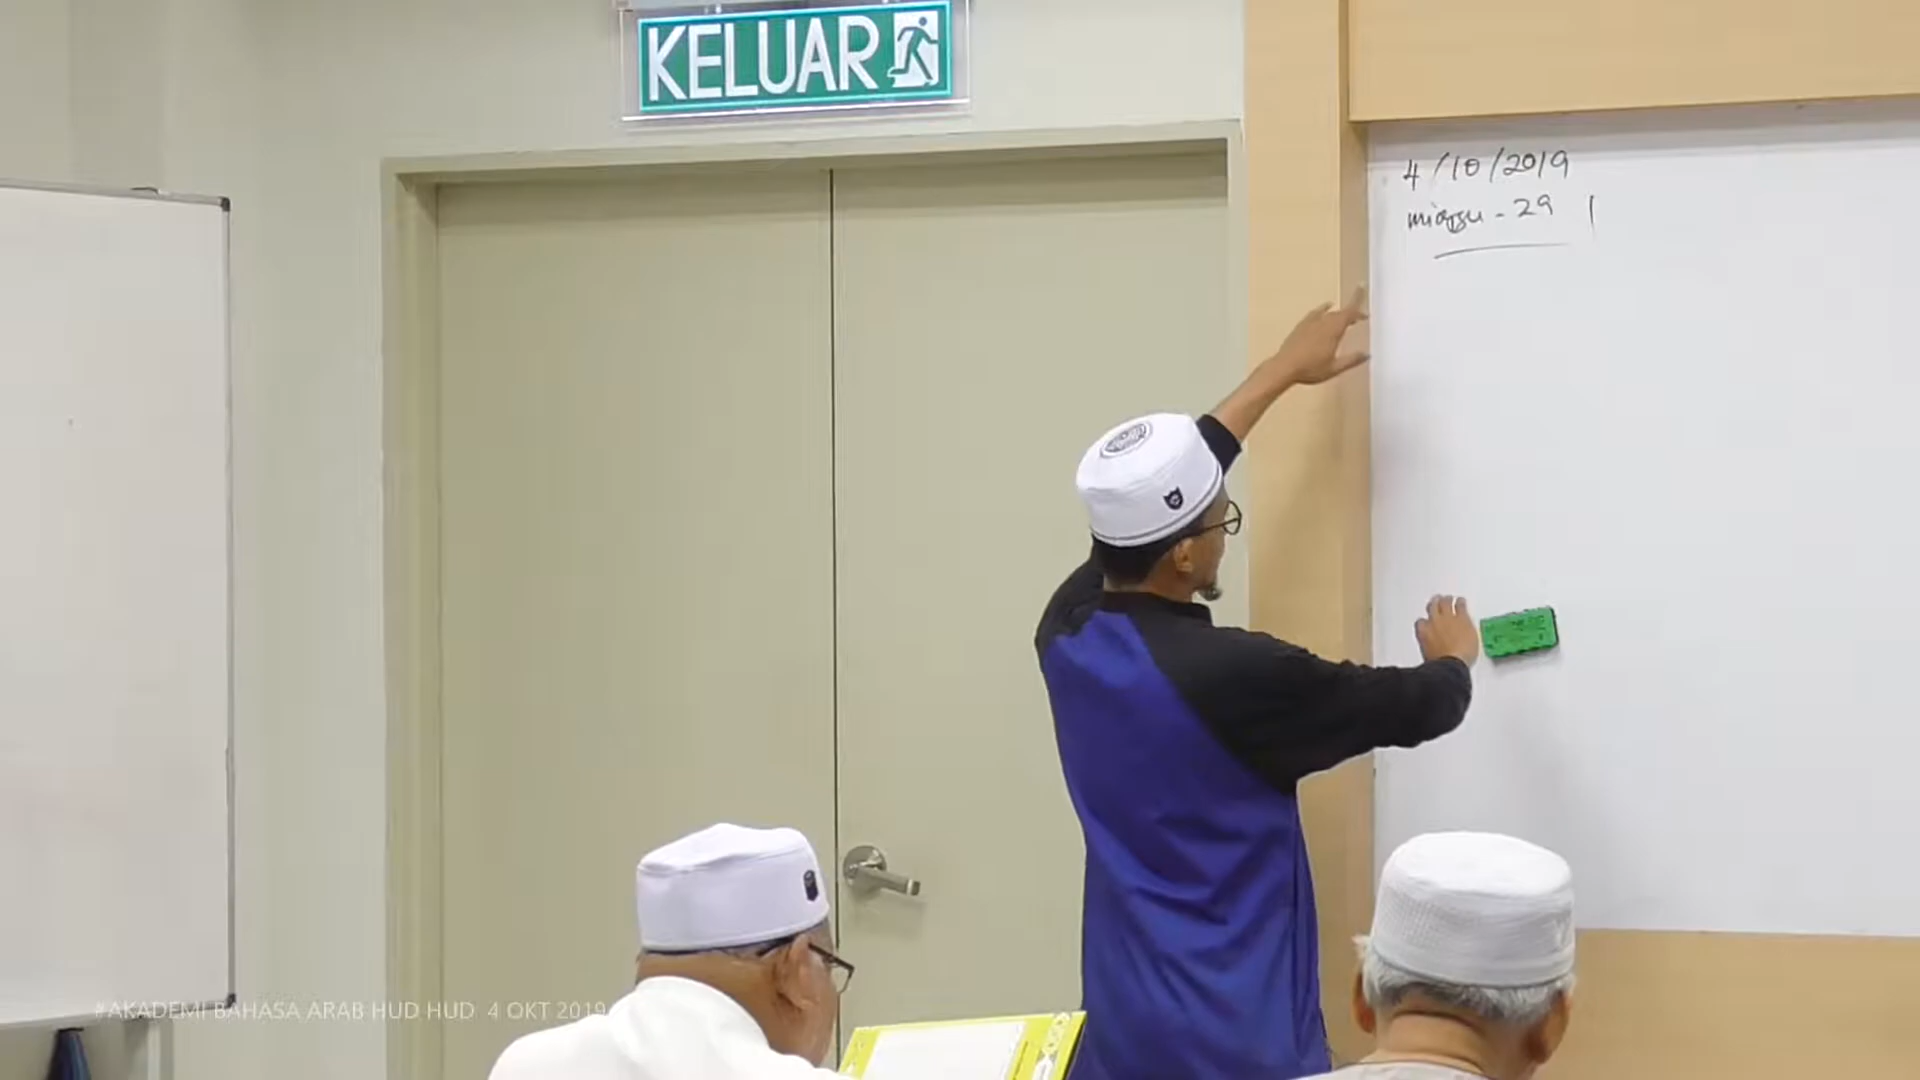 KELUAR
4/10/2019
minggu - 29
#AKADEMI BAHASA ARAB HUD HUD 4 OKT 2019